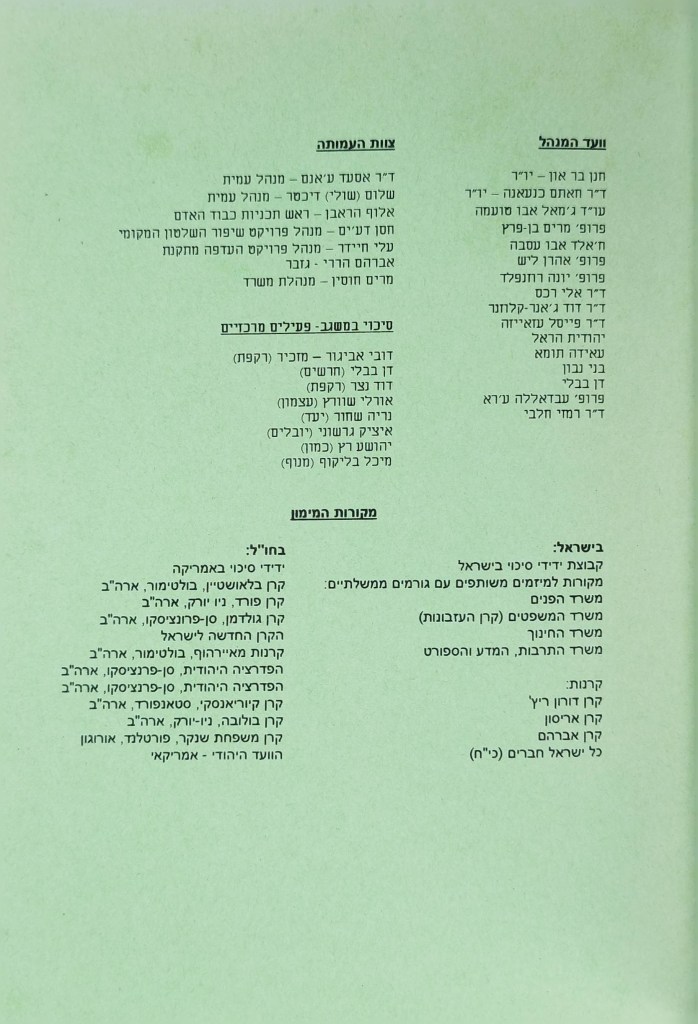 וועד המנהל
חנן בר און – יו״ר
ד״ר חאתם כנעאנה – יו״ר
עו״ד ג׳מאל אבו טועמה
פרופ׳ מרים בן-פרץ
ח׳אלד אבו עסבה
פרופ׳ אהרן ליש
פרופ׳ יונה רוזנפלד
ד״ר אלי רכס
ד״ר דוד ג׳אנר-קלוזנר
ד״ר פייסל עזאייזה
יהודית הראל
עאידה תומא
בני נבון
דן בבלי
פרופ׳ עבדאללה ע׳רא
ד״ר רמזי חלבי
צוות העמותה
ד״ר אסעד ע׳אנם – מנהל עמית
שלום (שולי) דיכטר – מנהל עמית
אלוף הראבן – ראש תכניות כבוד האדם
חסן דע׳ים – מנהל פרויקט שיפור השלטון המקומי
עלי חיידר – מנהל פרויקט העדפה מתקנת
אברהם הררי - גזבר
מרים חוסין – מנהלת משרד
סיכוי במשגב- פעילים מרכזיים
דובי אביגור – מזכיר (רקפת)
דן בבלי (חרשים)
דוד נצר (רקפת)
אורלי שוורץ (עצמון)
נריה שחור (יעד)
איציק גרשוני (יובלים)
יהושע רץ (כמון)
מיכל בליקוף (מנוף)
מקורות המימון
בישראל:
קבוצת ידידי סיכוי בישראל
מקורות למיזמים משותפים עם גורמים ממשלתיים:
משרד הפנים
משרד המשפטים (קרן העזבונות)
משרד החינוך
משרד התרבות, המדע והספורט
קרנות:
קרן דורון ריץ'
קרן אריסון
קרן אברהם
כל ישראל חברים (כי"ח)
בחו"ל:
ידידי סיכוי באמריקה
קרן בלאושטיין, בולטימור, ארה"ב
קרן פורד, ניו יורק, ארה"ב
קרן גולדמן, סן-פרונציסקו, ארה"ב
הקרן החדשה לישראל
קרנות מאיירהוף, בולטימור, ארה"ב
הפדרציה היהודית, סן-פרנציסקו, ארה"ב
הפדרציה היהודית, סן-פרנציסקו, ארה"ב
קרן קיוריאנסקי, סטאנפורד, ארה"ב
קרן בולובה, ניו-יורק, ארה"ב
קרן משפחת שנקר, פורטלנד, אורוגון
הוועד היהודי - אמריקאי